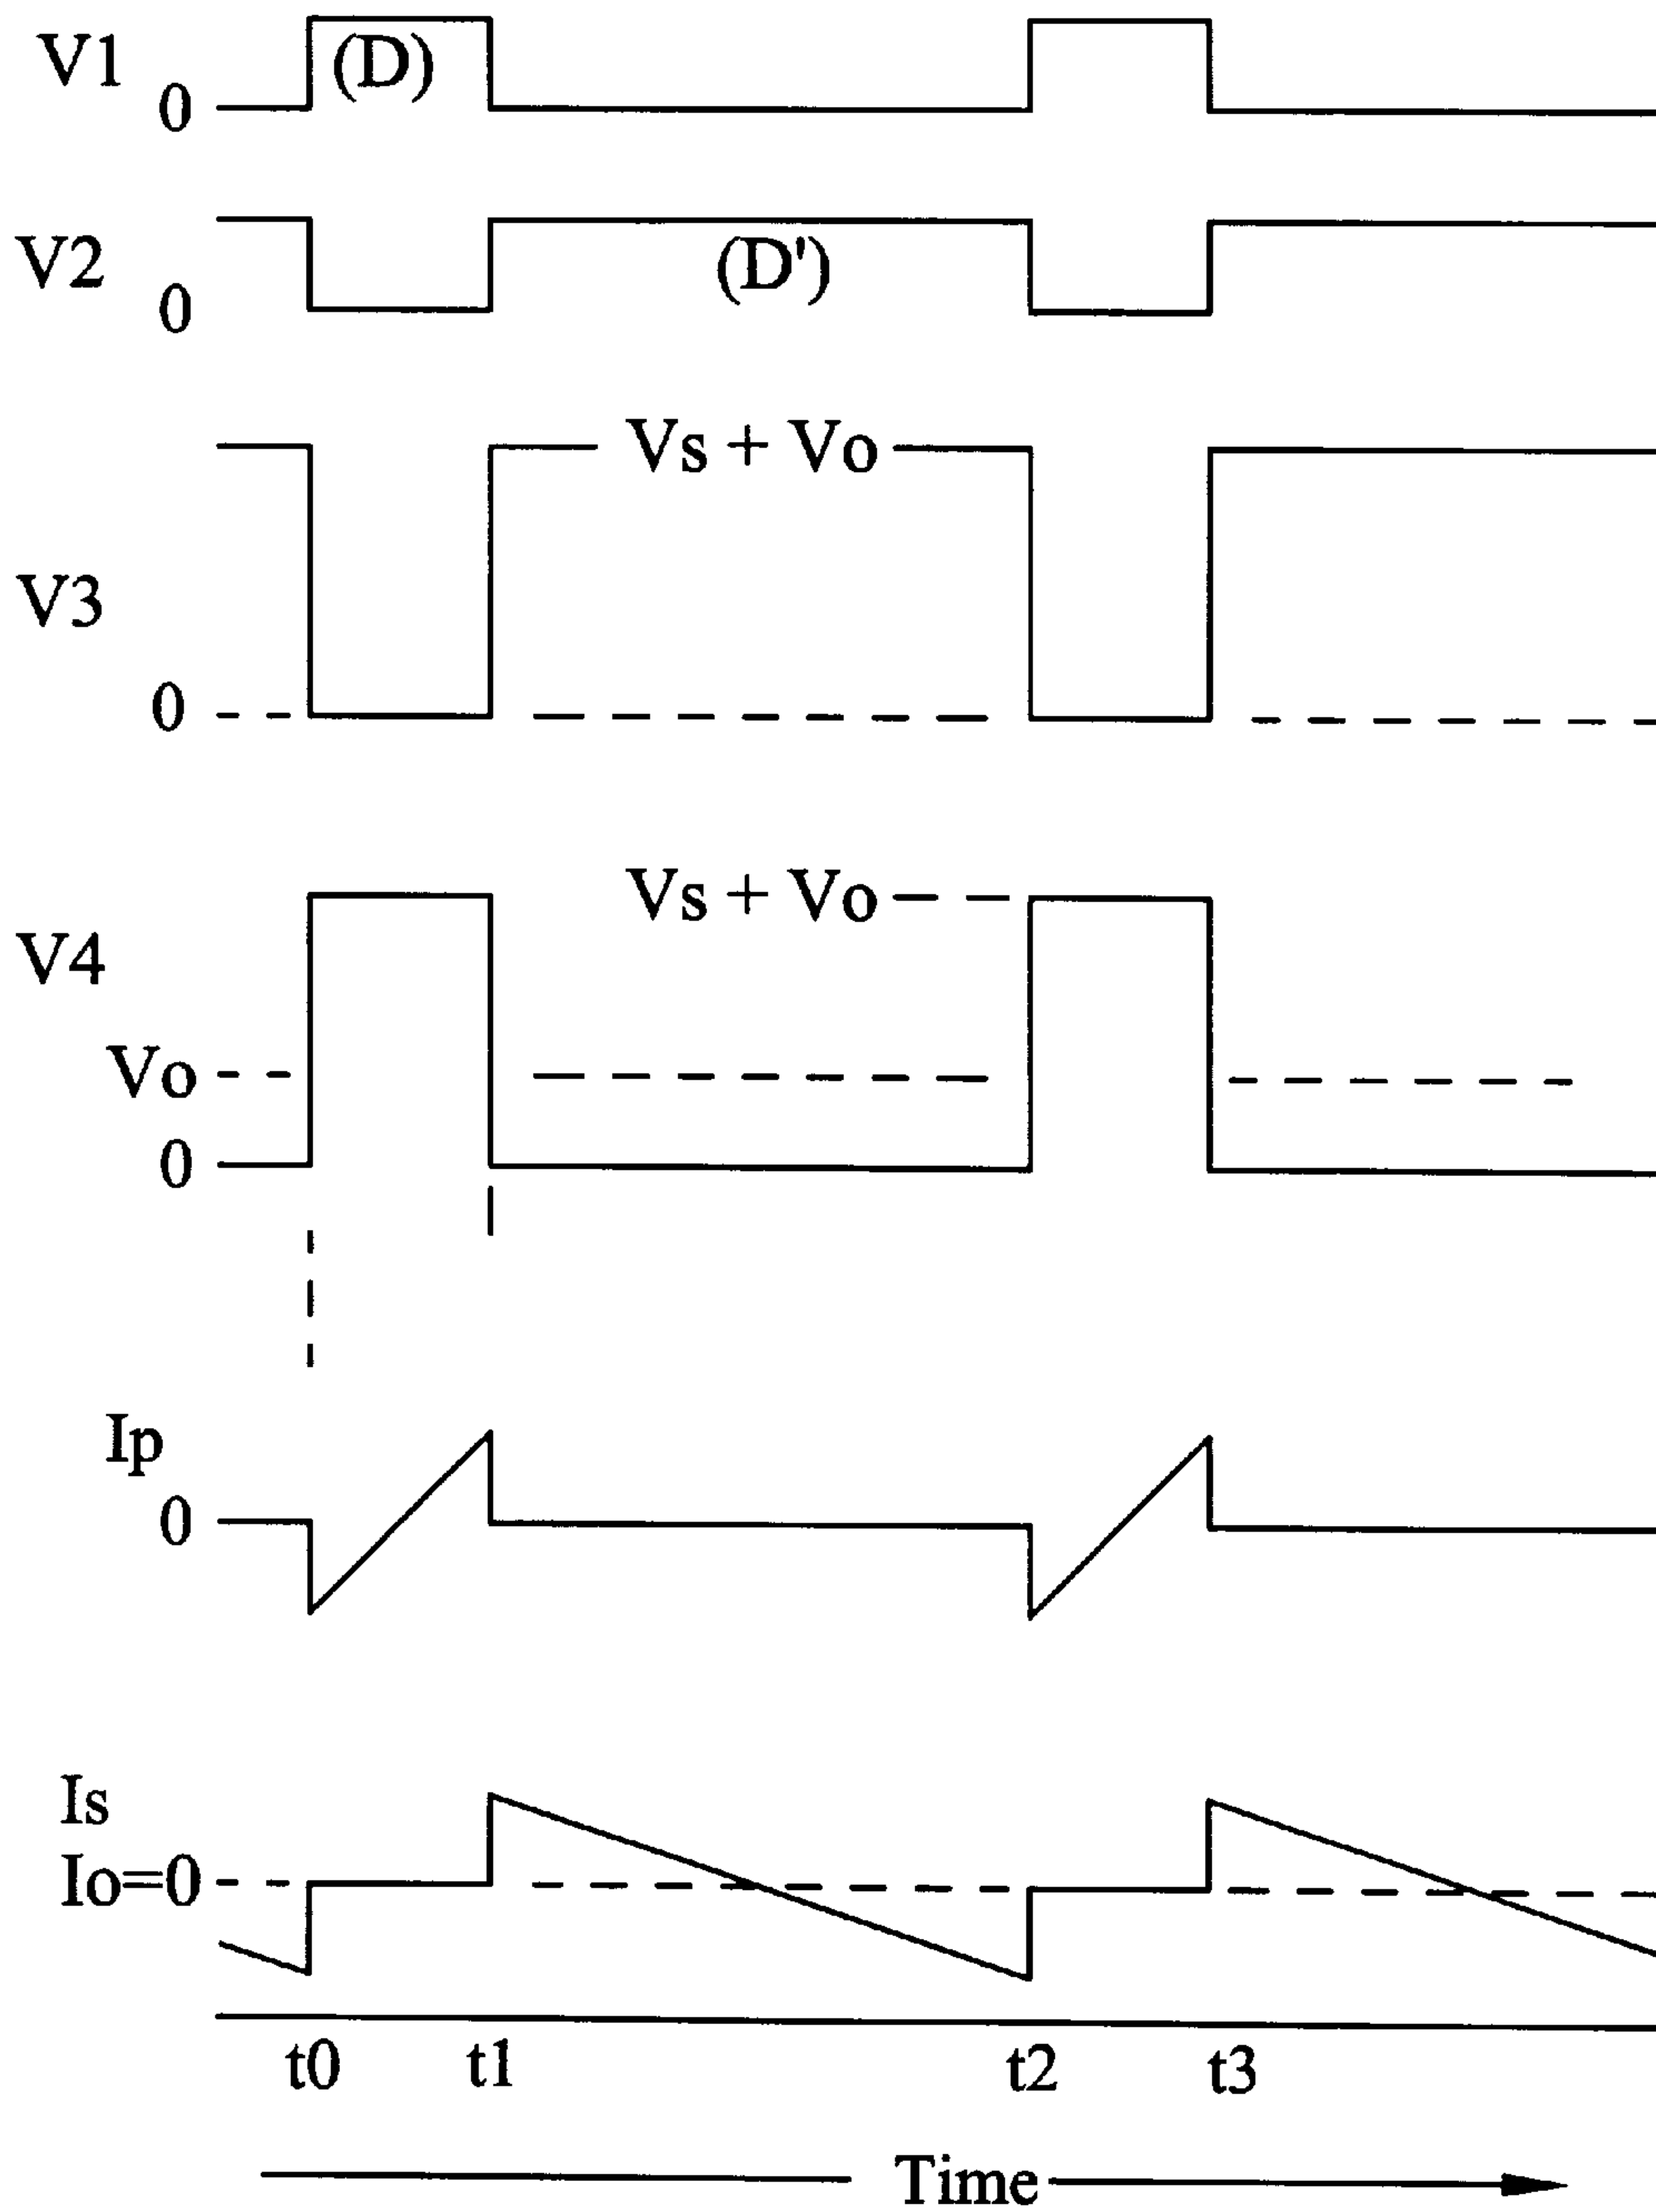 V1
(D)
0
V2
(D')
0
Vs + Vo
V3
0
Vs + Vo
V4
Vo
0
Ip
0
Is
Io=0
t0 t1 t2 t3
Time